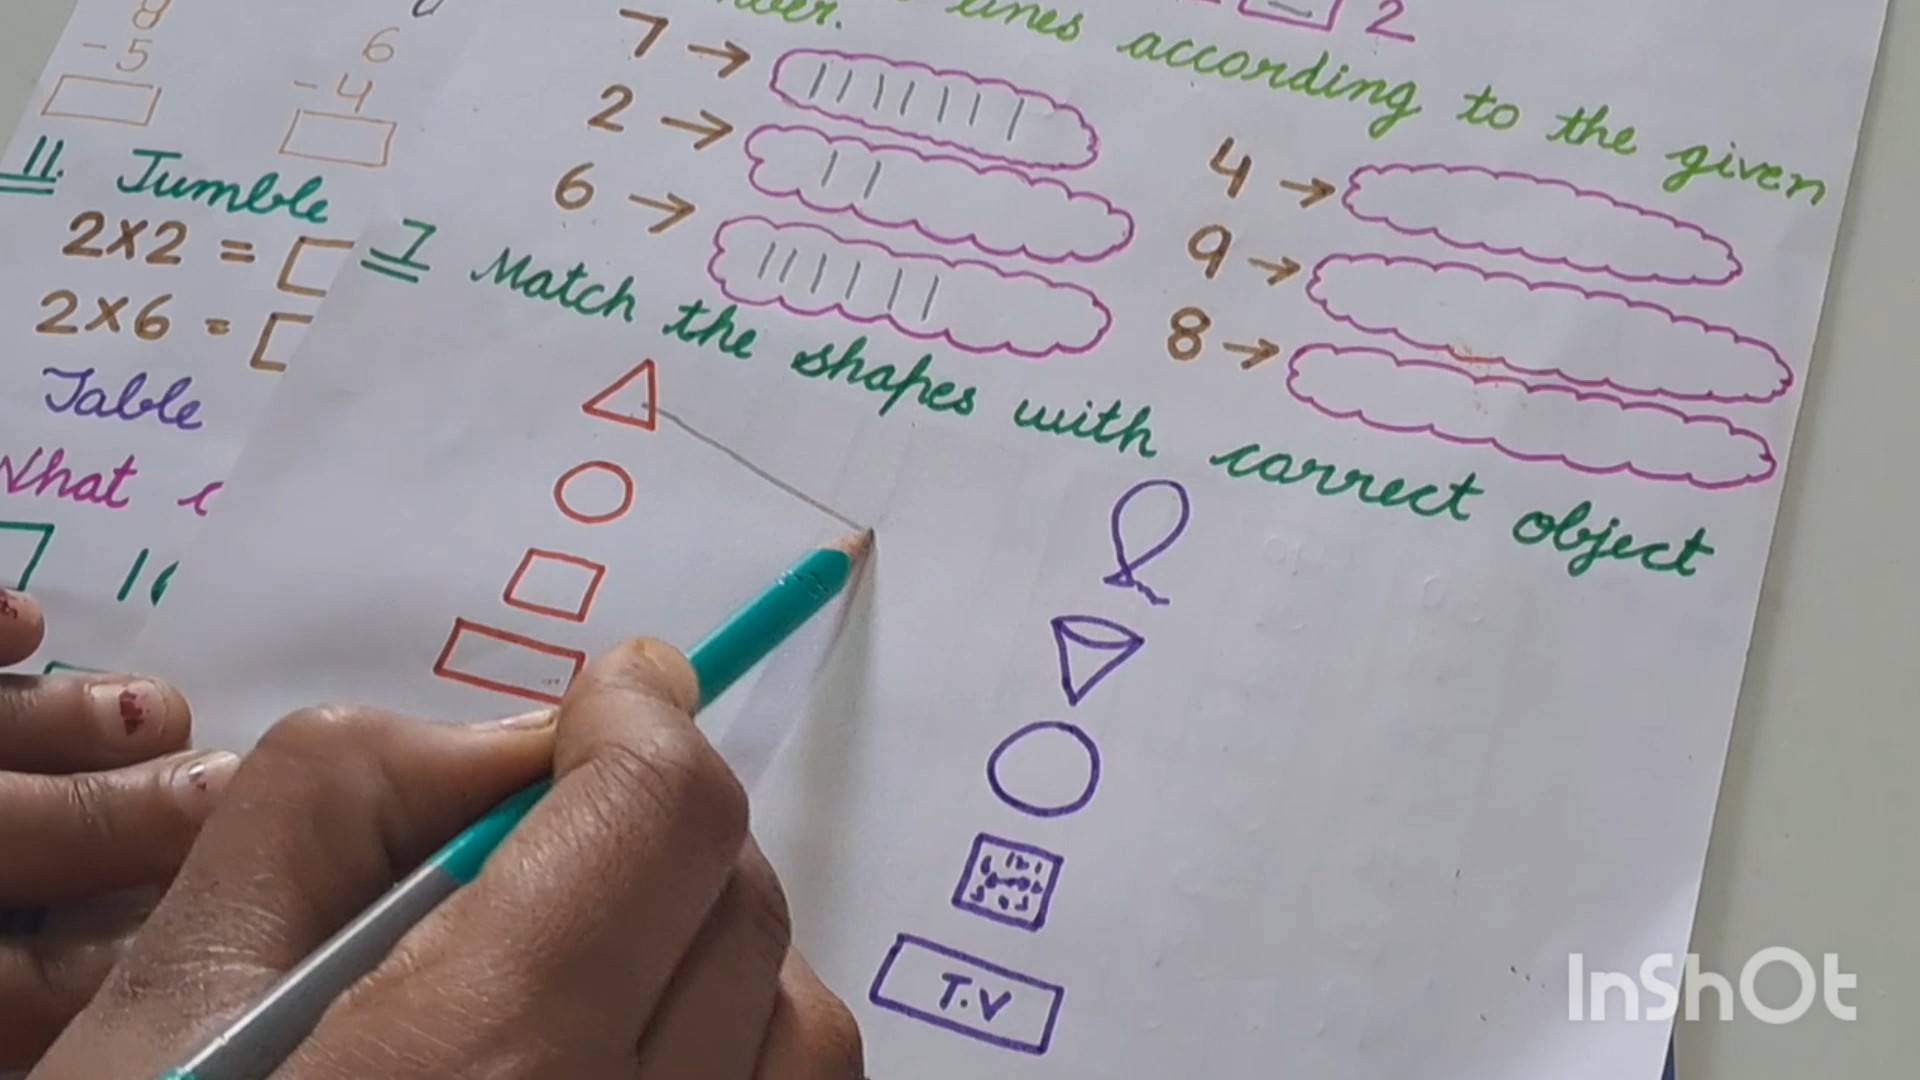 8
- 5
6
- 4
II. Jumble
2x2 =
2x6 =
Table
What
2
lines according to the given
7 →
2 →
6 →
4 →
9 →
8 →
I Match the shapes with correct object
T.V
InShOt